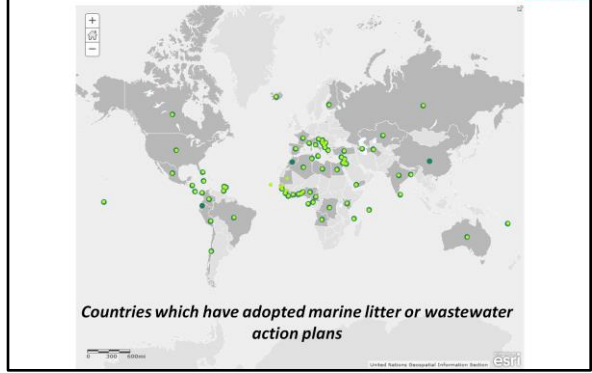 +
−
Countries which have adopted marine litter or wastewater
action plans
0 300 600mi
United Nations Geospatial Information Section
esri